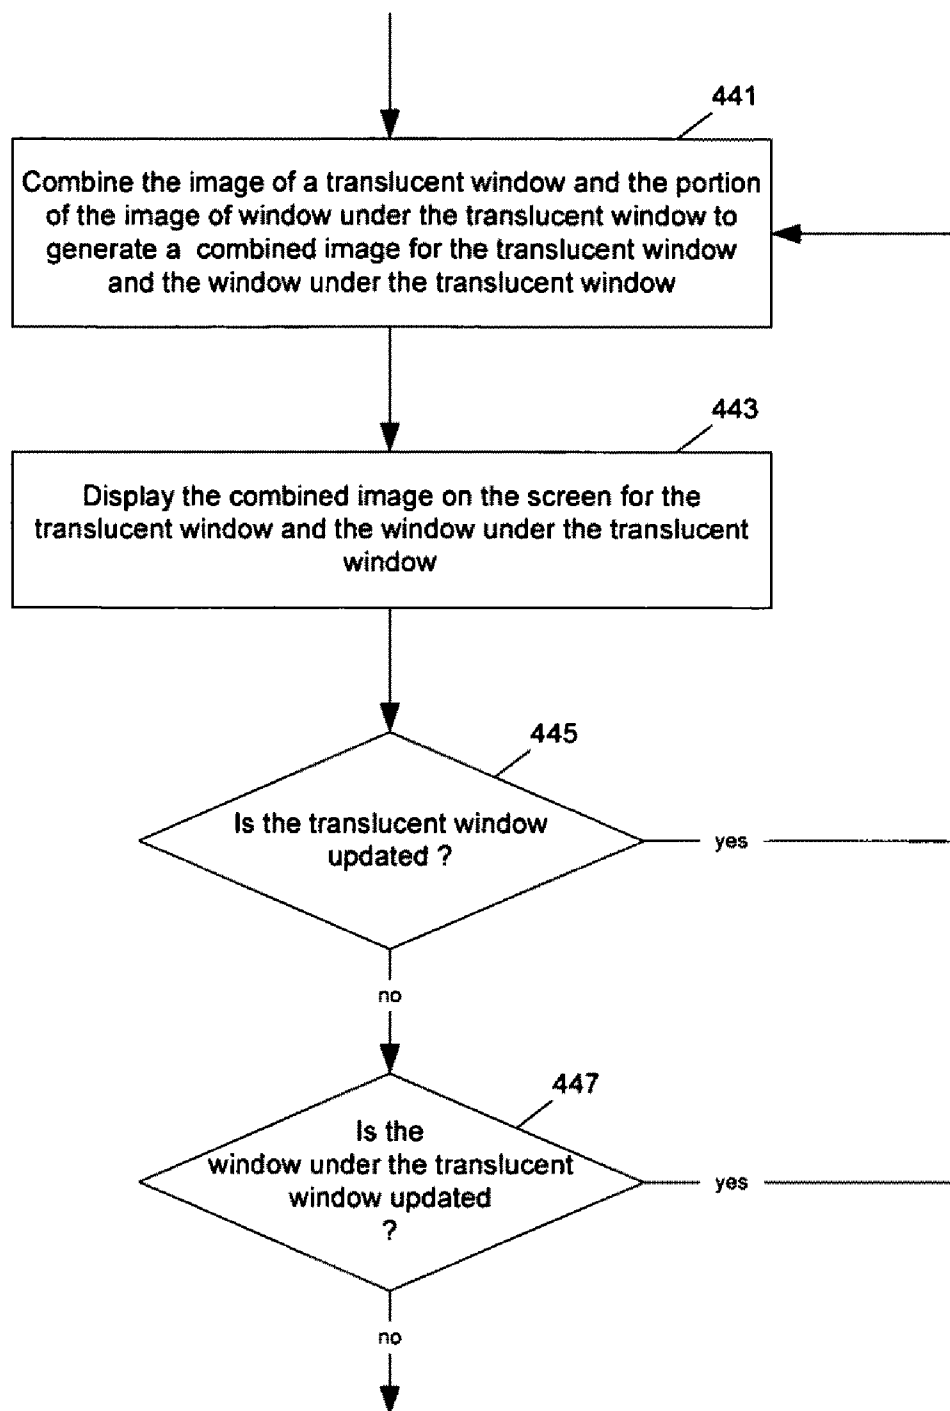 441
Combine the image of a translucent window and the portion
of the image of window under the translucent window to
generate a combined image for the translucent window
and the window under the translucent window
443
Display the combined image on the screen for the
translucent window and the window under the translucent
window
445
Is the translucent window
updated ?
yes
no
447
Is the
window under the translucent
window updated
?
yes
no